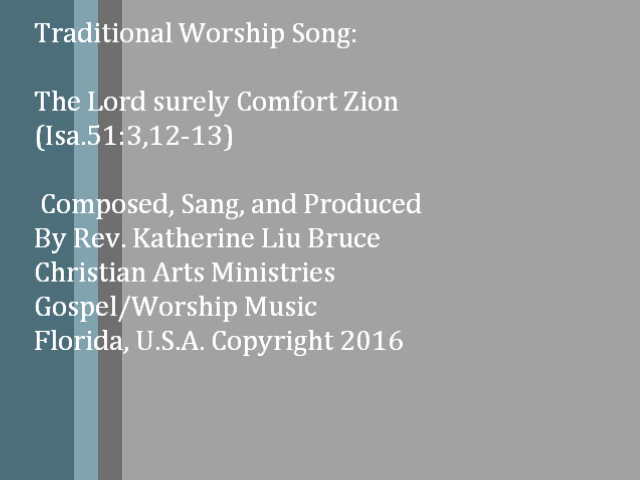 Traditional Worship Song:
The Lord surely Comfort Zion
(Isa.51:3,12-13)
Composed, Sang, and Produced
By Rev. Katherine Liu Bruce
Christian Arts Ministries
Gospel/Worship Music
Florida, U.S.A. Copyright 2016